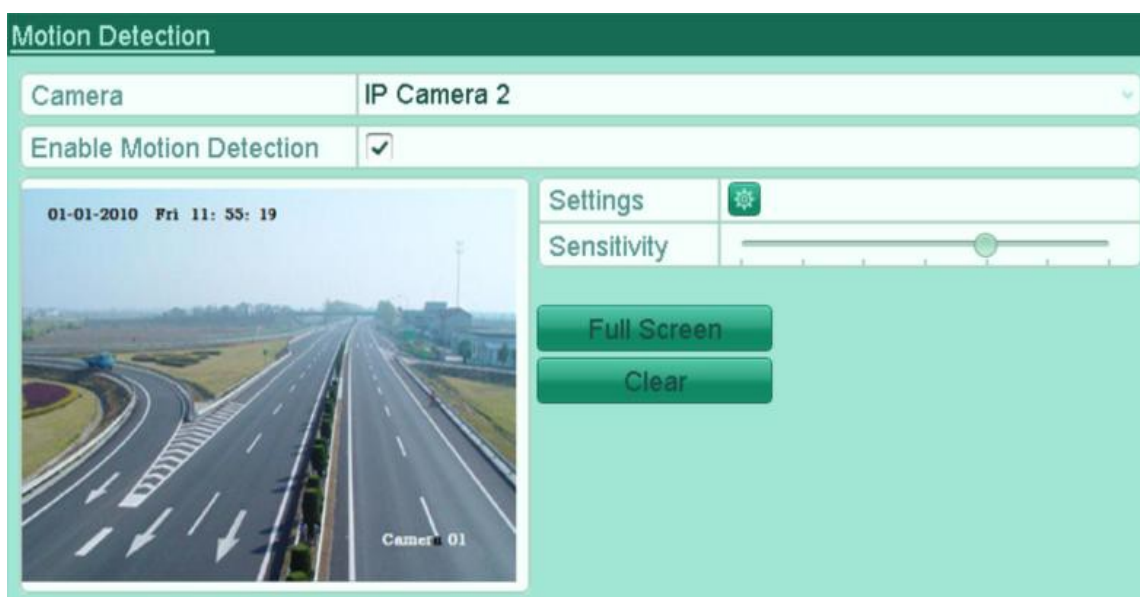 Motion Detection
Camera IP Camera 2
Enable Motion Detection
01-01-2010 Fri 11: 55: 19
Settings
Sensitivity
Full Screen
Clear
Camera 01